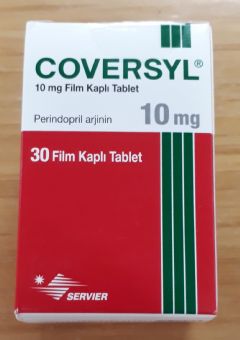 COVERSYL®
10 mg Film Kaplı Tablet
Perindopril arjinin 10 mg
30 Film Kaplı Tablet
SERVIER